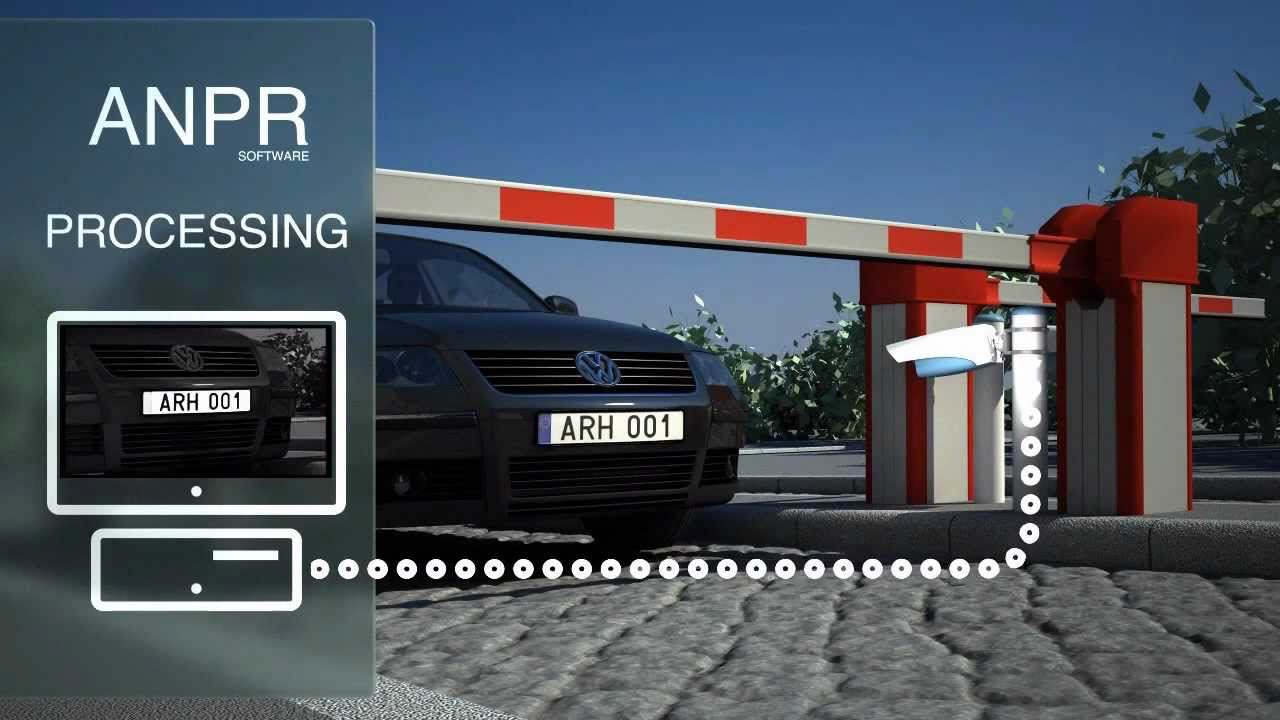 ANPR
SOFTWARE
PROCESSING
ARH 001
ARH 001